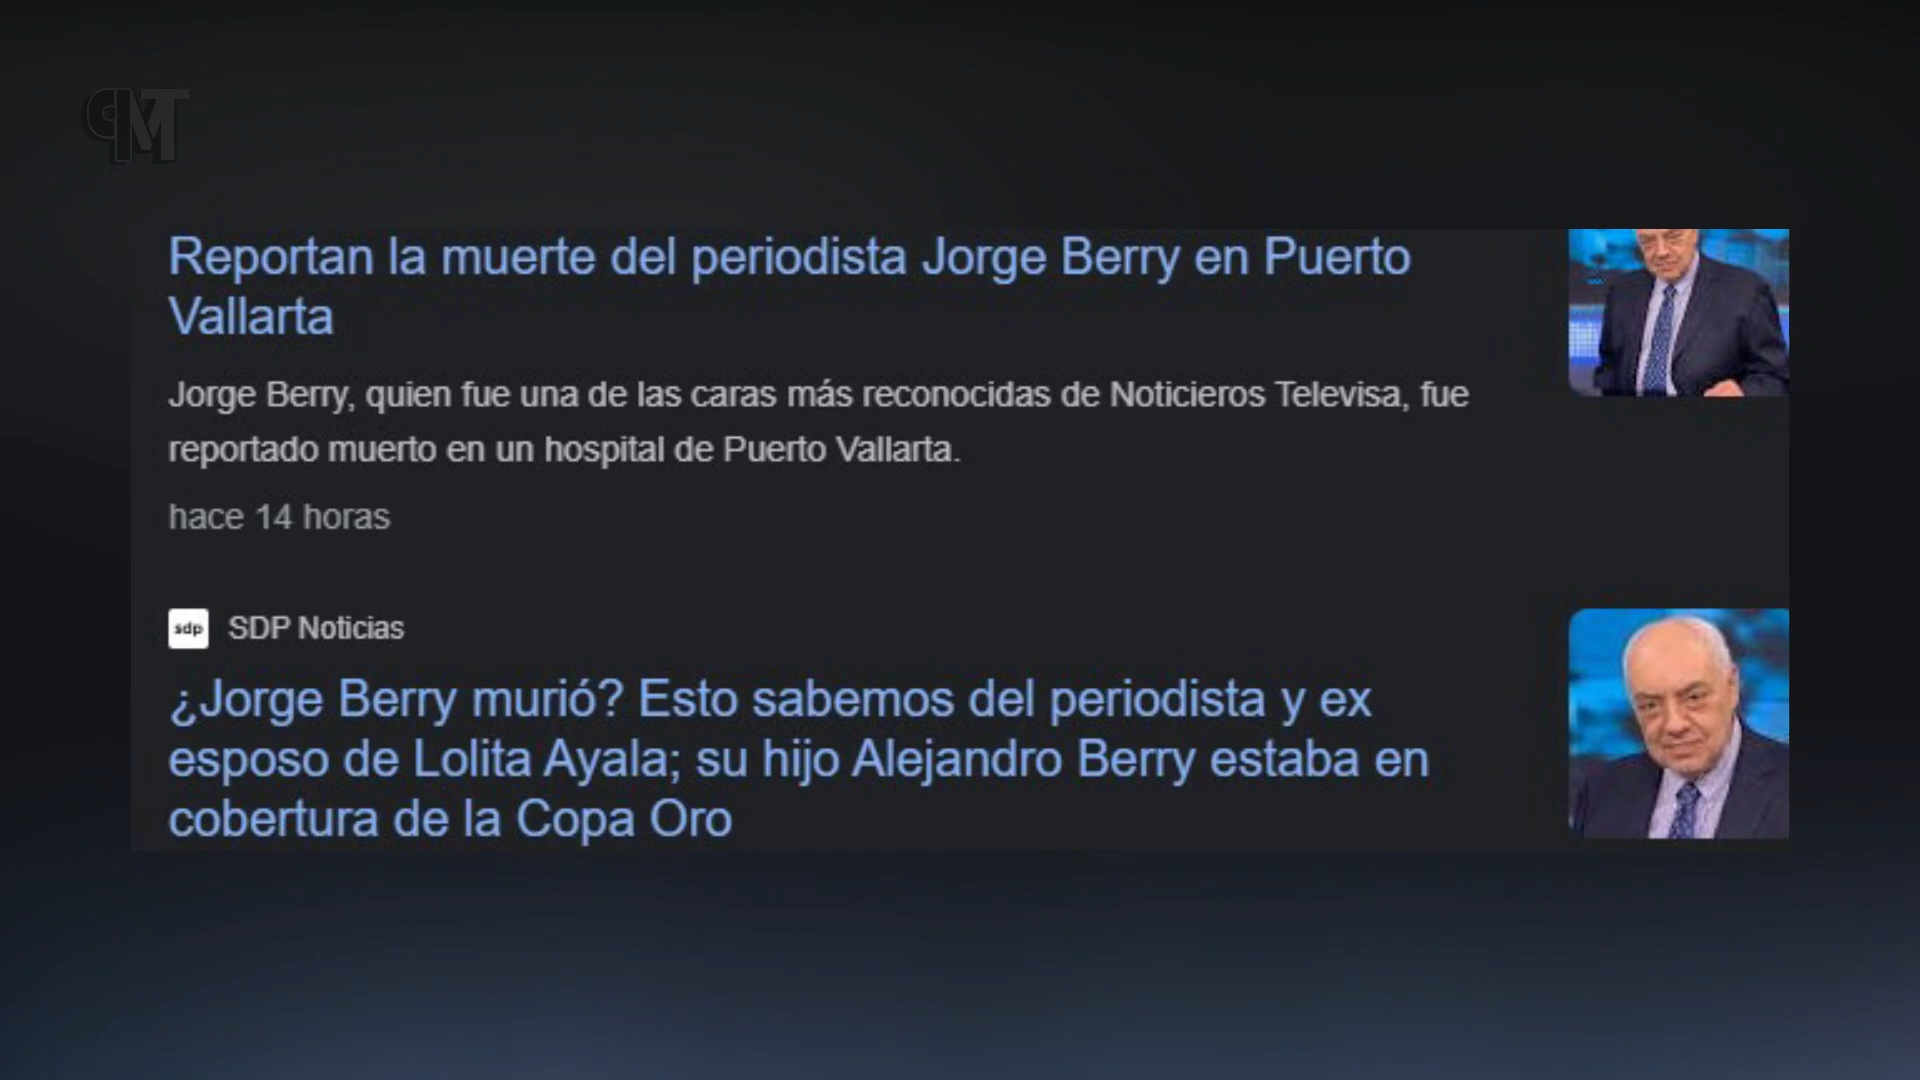 CMT
Reportan la muerte del periodista Jorge Berry en Puerto
Vallarta
Jorge Berry, quien fue una de las caras más reconocidas de Noticieros Televisa, fue
reportado muerto en un hospital de Puerto Vallarta.
hace 14 horas
sdp SDP Noticias
¿Jorge Berry murió? Esto sabemos del periodista y ex
esposo de Lolita Ayala; su hijo Alejandro Berry estaba en
cobertura de la Copa Oro